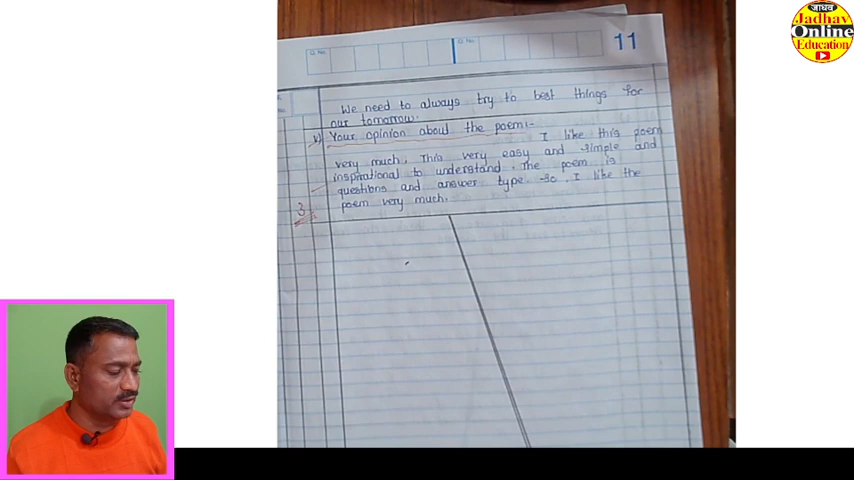 जाधव
Jadhav
Online
Education
Q. No.
Q. No.
11
We need to always try to best things for
our tomorrow.
v) Your opinion about the poem:-
I like this poem
very much. This very easy and simple and
inspirational to understand. The poem is
questions and answer type so, I like the
poem very much.
3